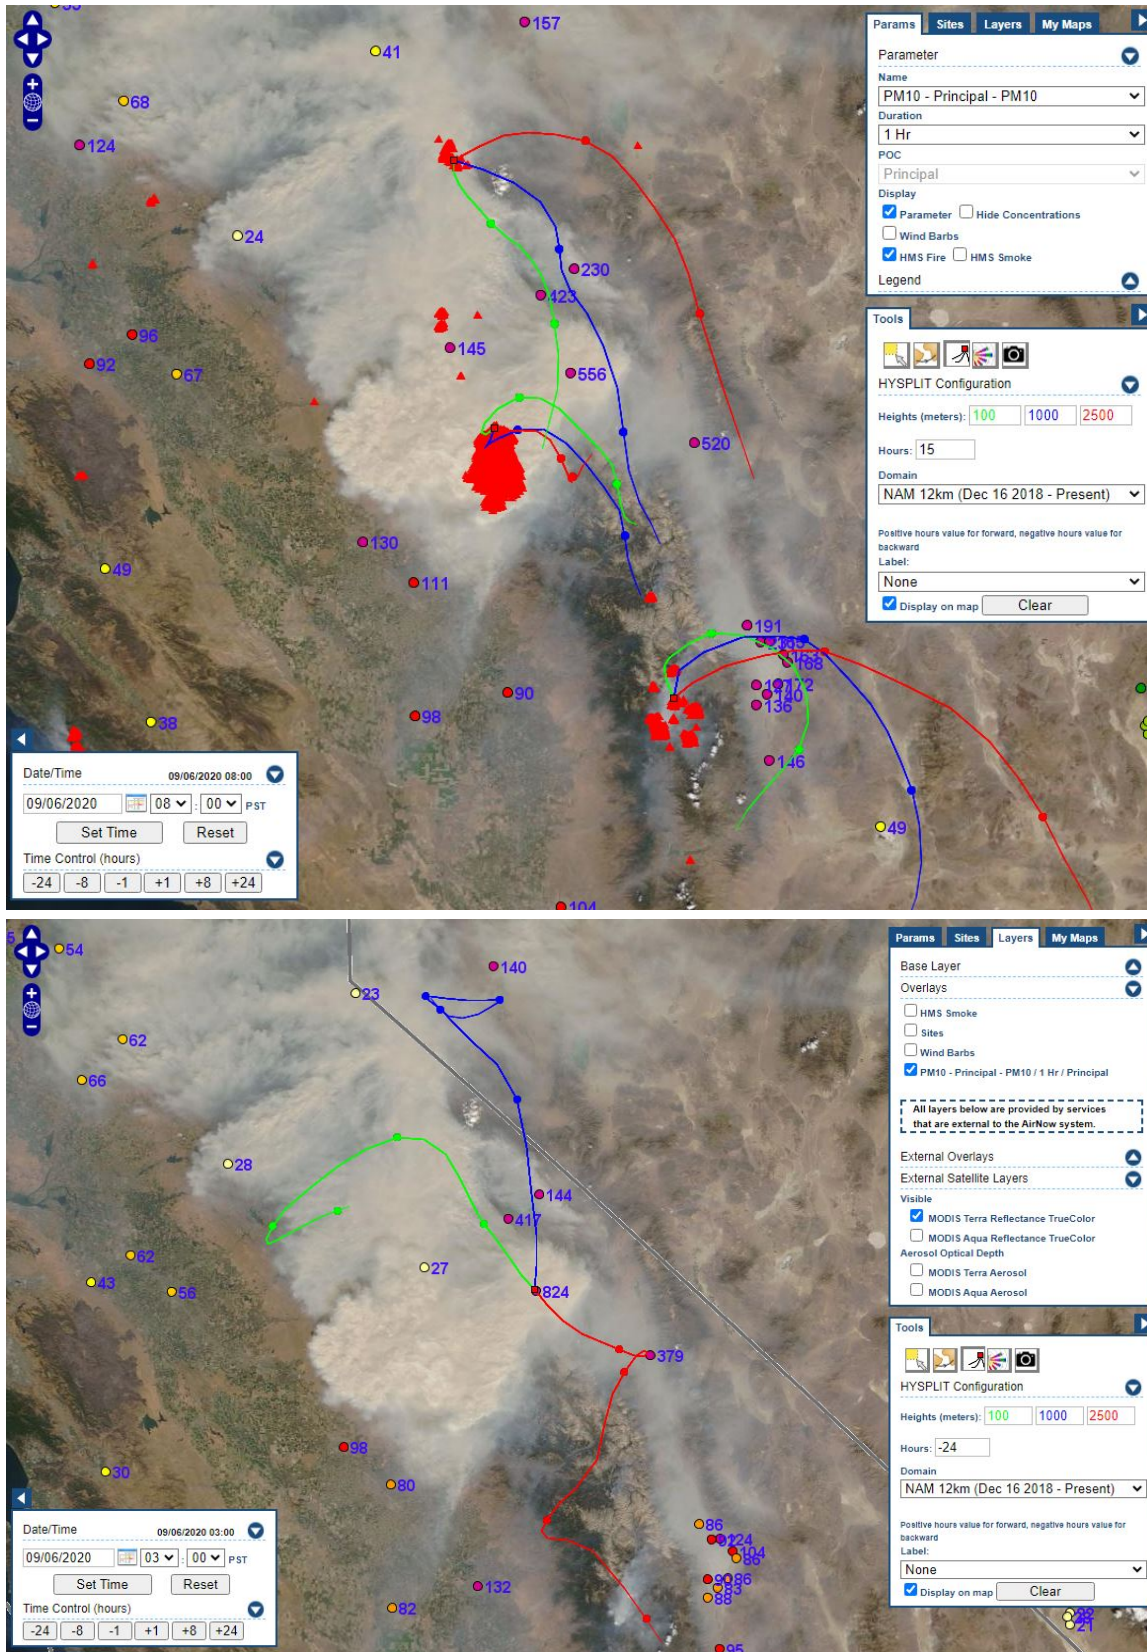 157
41
68
124
24
230
423
96
92
67
145
556
520
130
49
111
191
168
172
140
136
90
98
38
146
49
104
Params Sites Layers My Maps
Parameter
Name
PM10 - Principal - PM10
Duration
1 Hr
POC
Principal
Display
Parameter Hide Concentrations
Wind Barbs
HMS Fire HMS Smoke
Legend
Tools
HYSPLIT Configuration
Heights (meters): 100 1000 2500
Hours: 15
Domain
NAM 12km (Dec 16 2018 - Present)
Positive hours value for forward, negative hours value for
backward
Label:
None
Display on map Clear
Date/Time 09/06/2020 08:00
09/06/2020 08 : 00 PST
Set Time Reset
Time Control (hours)
-24 -8 -1 +1 +8 +24
54
140
23
62
66
28
144
417
62
27
43
56
824
379
98
30
80
86
124
104
86
86
83
88
132
82
95
21
Params Sites Layers My Maps
Base Layer
Overlays
HMS Smoke
Sites
Wind Barbs
PM10 - Principal - PM10 / 1 Hr / Principal
All layers below are provided by services
that are external to the AirNow system.
External Overlays
External Satellite Layers
Visible
MODIS Terra Reflectance TrueColor
MODIS Aqua Reflectance TrueColor
Aerosol Optical Depth
MODIS Terra Aerosol
MODIS Aqua Aerosol
Tools
HYSPLIT Configuration
Heights (meters): 100 1000 2500
Hours: -24
Domain
NAM 12km (Dec 16 2018 - Present)
Positive hours value for forward, negative hours value for
backward
Label:
None
Display on map Clear
Date/Time 09/06/2020 03:00
09/06/2020 03 : 00 PST
Set Time Reset
Time Control (hours)
-24 -8 -1 +1 +8 +24